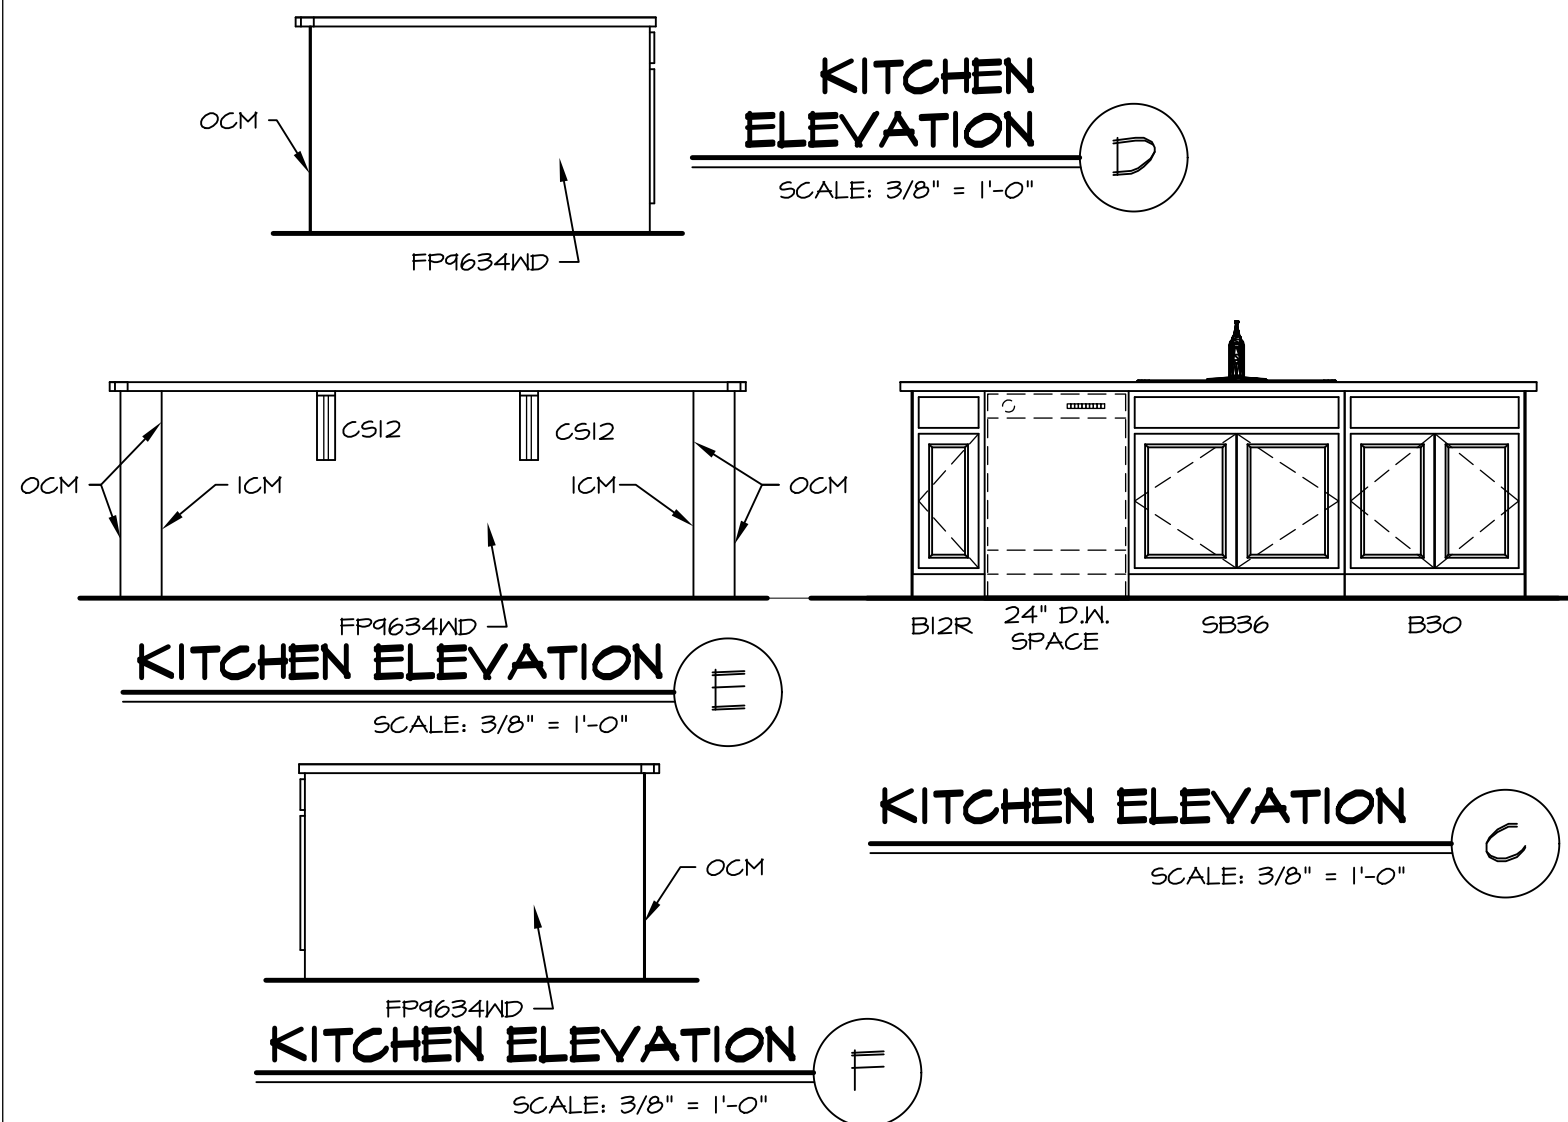 KITCHEN
ELEVATION
D
SCALE: 3/8" = 1'-0"
OCM
FP9634WD
CS12
CS12
OCM
ICM
ICM
OCM
FP9634WD
KITCHEN ELEVATION
E
SCALE: 3/8" = 1'-0"
B12R
24" D.W.
SPACE
SB36
B30
KITCHEN ELEVATION
C
SCALE: 3/8" = 1'-0"
OCM
FP9634WD
KITCHEN ELEVATION
F
SCALE: 3/8" = 1'-0"